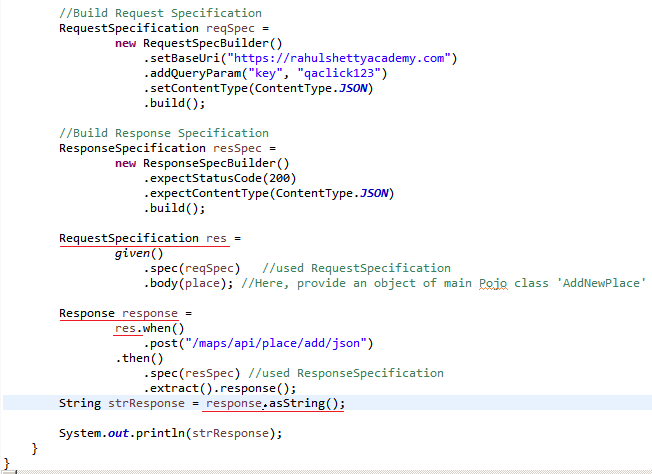 //Build Request Specification
RequestSpecification reqSpec =
new RequestSpecBuilder()
.setBaseUri("https://rahulshettyacademy.com")
.addQueryParam("key", "qaclick123")
.setContentType(ContentType.JSON)
.build();
//Build Response Specification
ResponseSpecification resSpec =
new ResponseSpecBuilder()
.expectStatusCode(200)
.expectContentType(ContentType.JSON)
.build();
RequestSpecification res =
given()
.spec(reqSpec) //used RequestSpecification
.body(place); //Here, provide an object of main Pojo class 'AddNewPlace'
Response response =
res.when()
.post("/maps/api/place/add/json")
.then()
.spec(resSpec) //used ResponseSpecification
.extract().response();
String strResponse = response.asString();
System.out.println(strResponse);
}
}